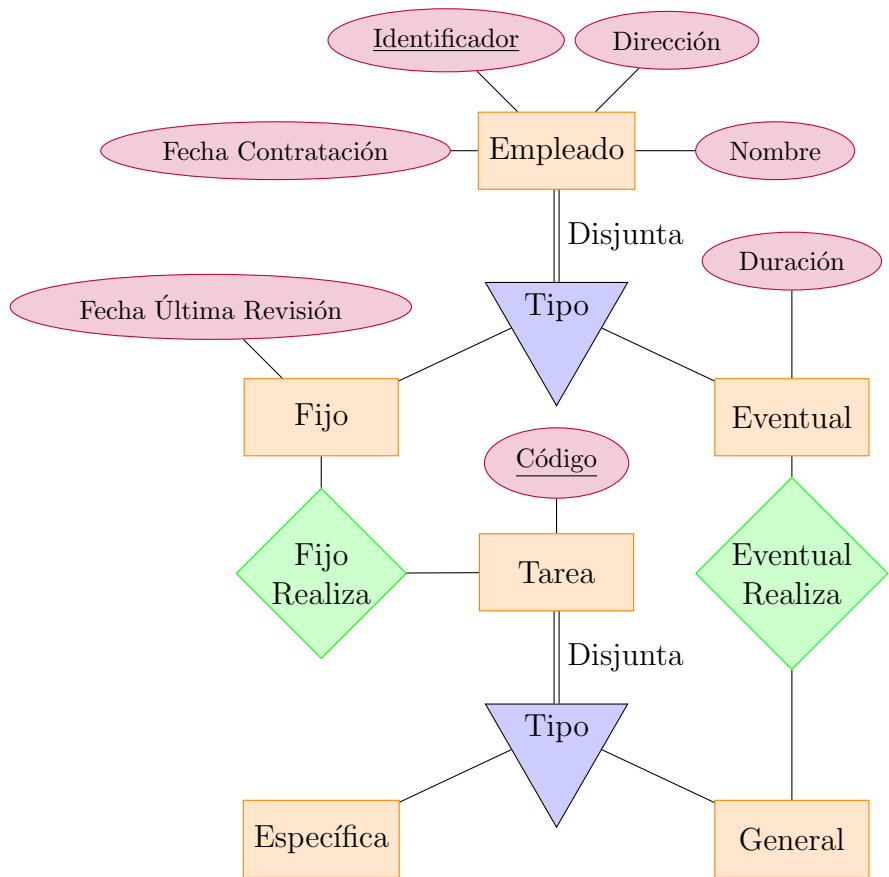 Identificador
Dirección
Fecha Contratación
Empleado
Nombre
Disjunta
Duración
Fecha Última Revisión
Tipo
Fijo
Eventual
Código
Fijo
Realiza
Tarea
Eventual
Realiza
Disjunta
Tipo
Específica
General